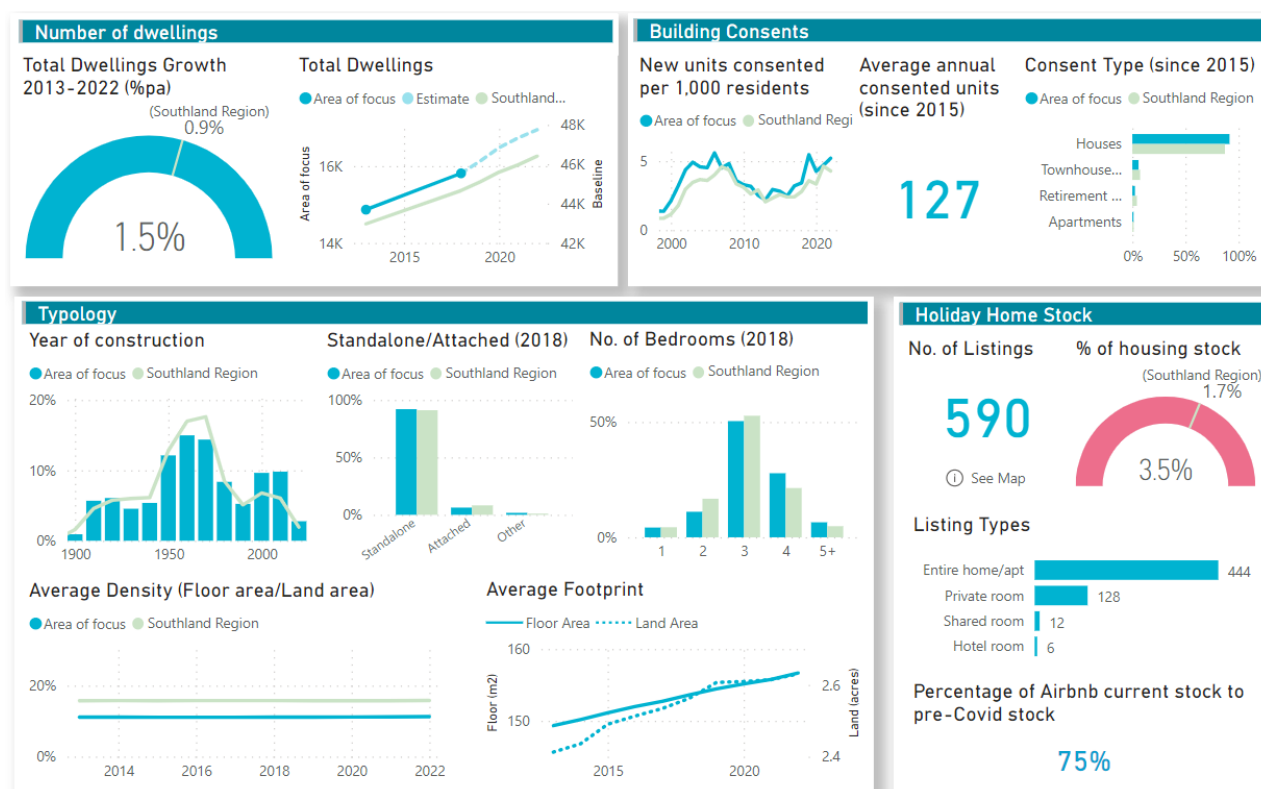 Number of dwellings
Total Dwellings Growth
2013-2022 (%pa)
(Southland Region)
0.9%
1.5%
Total Dwellings
Area of focus Estimate Southland...
Area of focus
16K
14K
48K
46K
44K
42K
Baseline
2015 2020
Building Consents
New units consented
per 1,000 residents
Area of focus Southland Regi
5
0
2000 2010 2020
Average annual
consented units
(since 2015)
127
Consent Type (since 2015)
Area of focus Southland Region
Houses
Townhouse...
Retirement ...
Apartments
0% 50% 100%
Typology
Year of construction
Area of focus Southland Region
20%
10%
0%
1900 1950 2000
Standalone/Attached (2018)
Area of focus Southland Region
100%
50%
0%
Standalone Attached Other
No. of Bedrooms (2018)
Area of focus Southland Region
50%
0%
1 2 3 4 5+
Average Density (Floor area/Land area)
Area of focus Southland Region
20%
0%
2014 2016 2018 2020 2022
Average Footprint
Floor Area Land Area
Floor (m2)
160
150
2.6
2.4
Land (acres)
2015 2020
Holiday Home Stock
No. of Listings
590
i See Map
% of housing stock
(Southland Region)
1.7%
3.5%
Listing Types
Entire home/apt 444
Private room 128
Shared room 12
Hotel room 6
Percentage of Airbnb current stock to
pre-Covid stock
75%